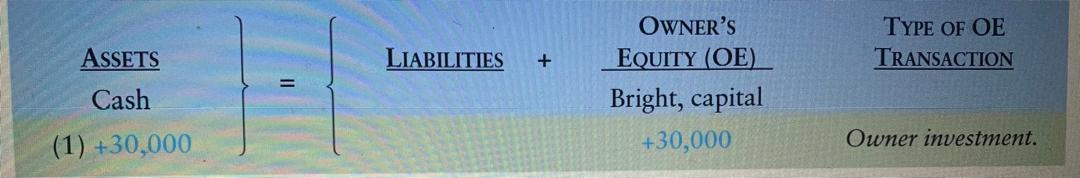 OWNER'S TYPE OF OE
ASSETS = LIABILITIES + EQUITY (OE) TRANSACTION
Cash Bright, capital
(1) +30,000 +30,000 Owner investment.